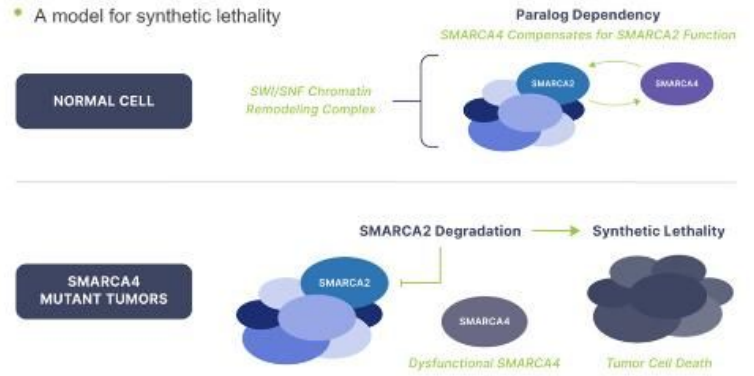 A model for synthetic lethality
Paralog Dependency
SMARCA4 Compensates for SMARCA2 Function
NORMAL CELL
SWI/SNF Chromatin
Remodeling Complex
SMARCA2
SMARCA4
SMARCA2 Degradation
Synthetic Lethality
SMARCA4
MUTANT TUMORS
SMARCA2
SMARCA4
Dysfunctional SMARCA4
Tumor Cell Death